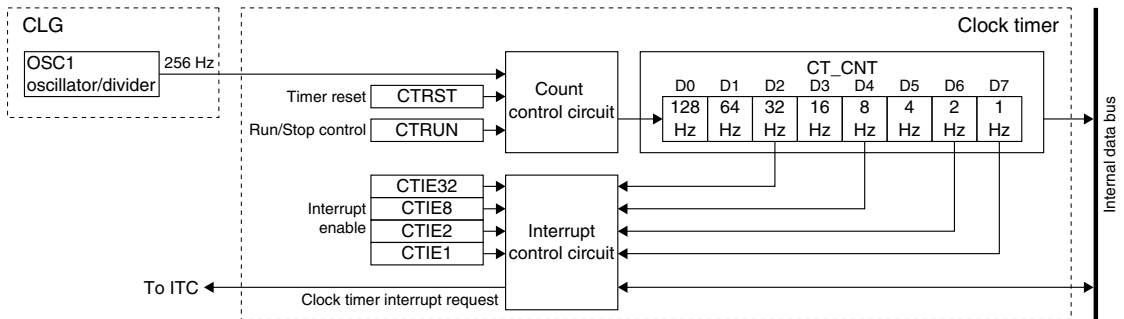 CLG
Clock timer
OSC1
oscillator/divider
256 Hz
Timer reset
CTRST
Run/Stop control
CTRUN
Count
control circuit
CT_CNT
D0 D1 D2 D3 D4 D5 D6 D7
128 64 32 16 8 4 2 1
Hz Hz Hz Hz Hz Hz Hz Hz
Internal data bus
Interrupt
enable
CTIE32
CTIE8
CTIE2
CTIE1
Interrupt
control circuit
To ITC
Clock timer interrupt request